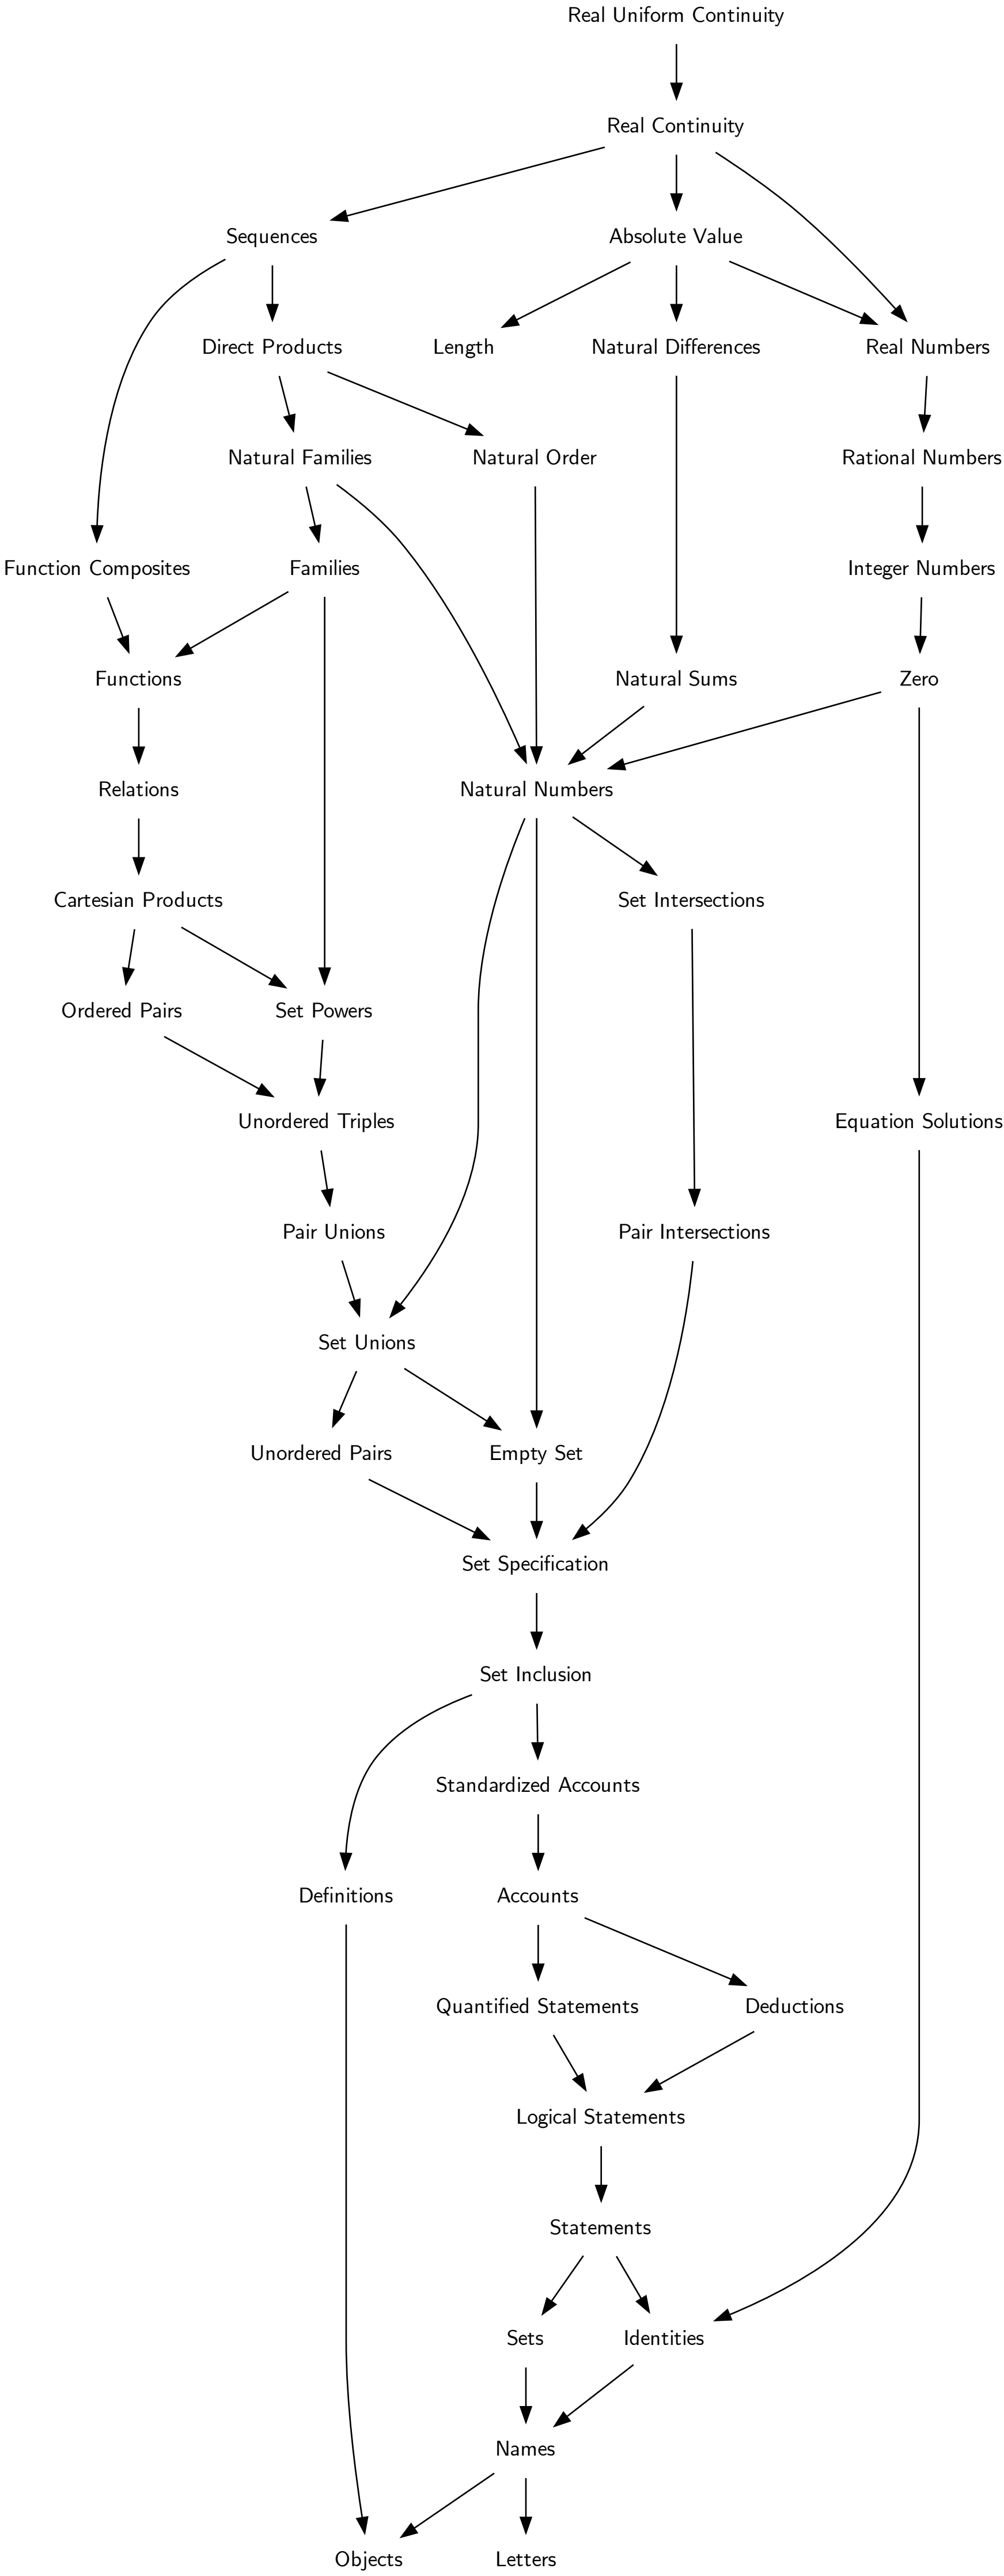 Real Uniform Continuity
Real Continuity
Sequences
Absolute Value
Direct Products
Length
Natural Differences
Real Numbers
Natural Families
Natural Order
Rational Numbers
Function Composites
Families
Integer Numbers
Functions
Natural Sums
Zero
Relations
Natural Numbers
Cartesian Products
Set Intersections
Ordered Pairs
Set Powers
Unordered Triples
Equation Solutions
Pair Unions
Pair Intersections
Set Unions
Unordered Pairs
Empty Set
Set Specification
Set Inclusion
Standardized Accounts
Definitions
Accounts
Quantified Statements
Deductions
Logical Statements
Statements
Sets
Identities
Names
Objects
Letters